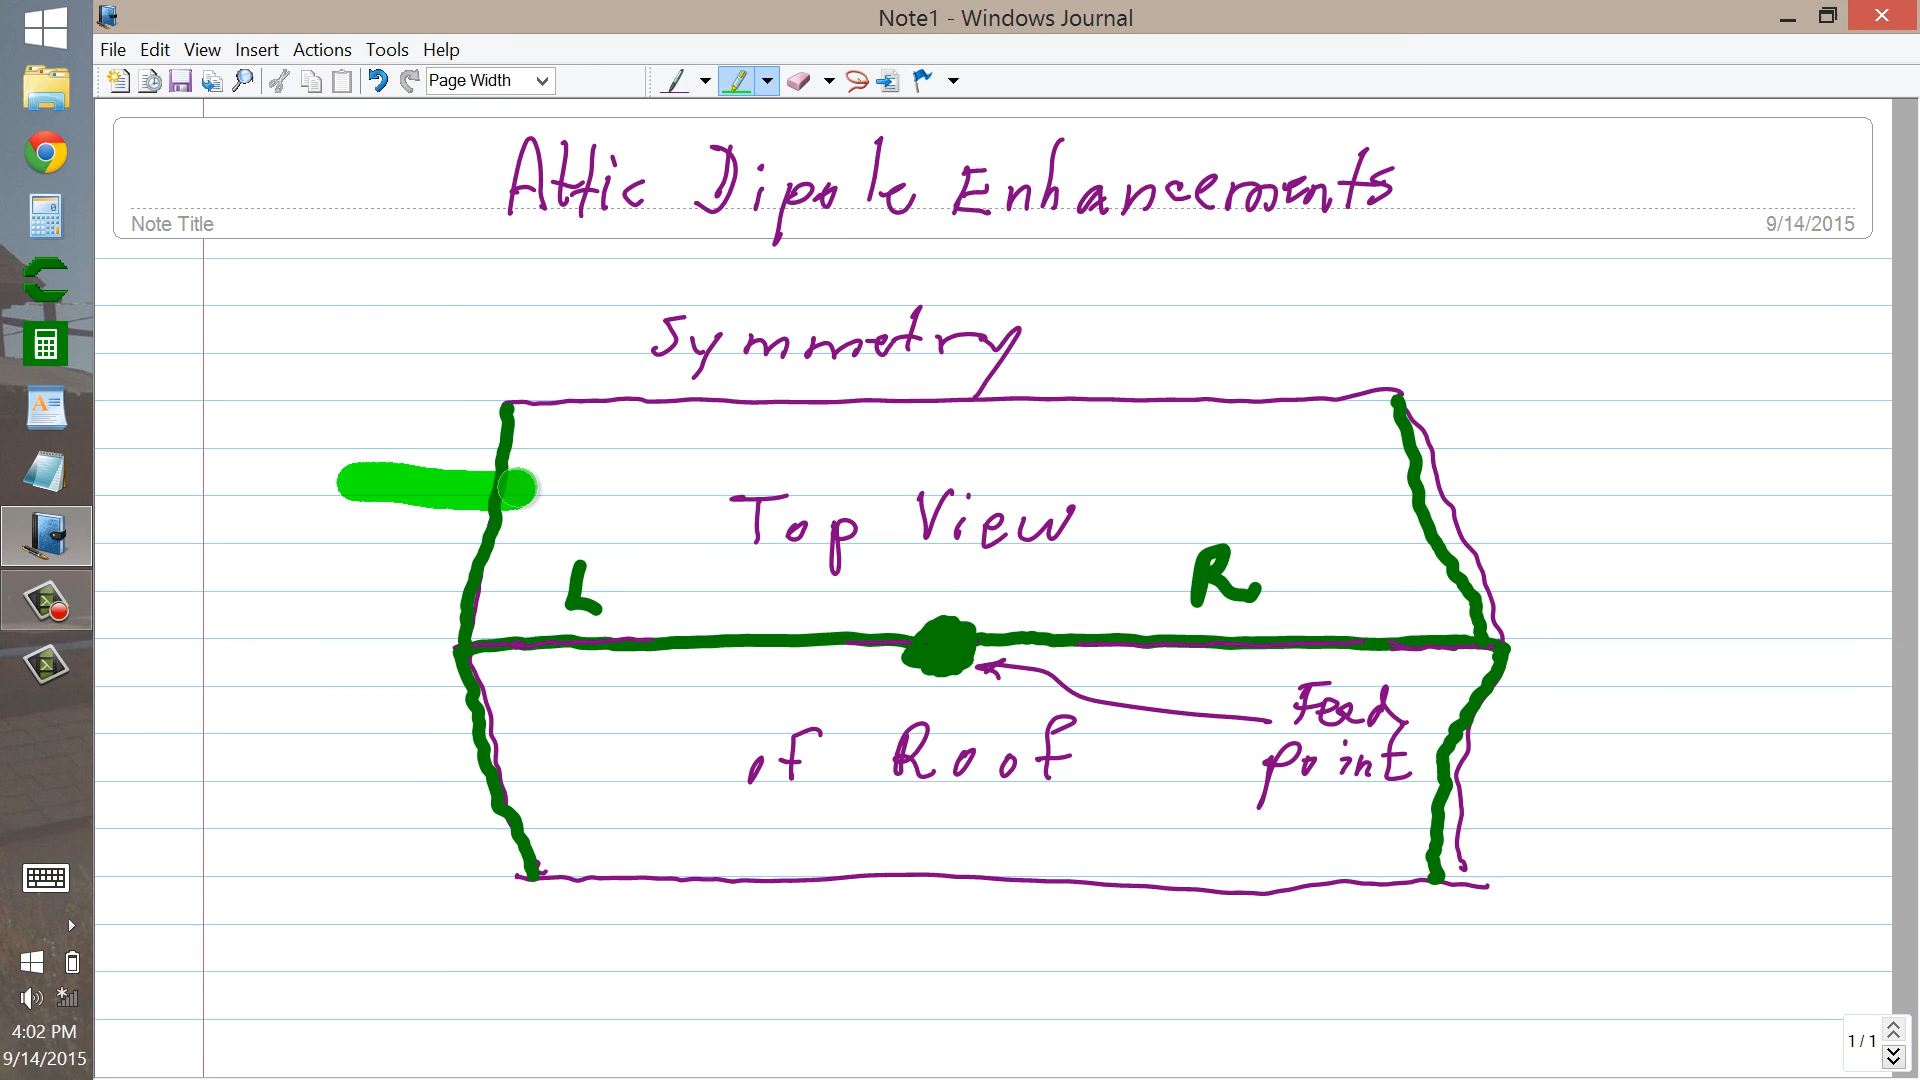 Note1 - Windows Journal
File Edit View Insert Actions Tools Help
Page Width
Attic Dipole Enhancements
Note Title
9/14/2015
Symmetry
Top View
L
R
Feed
point
of Roof
4:02 PM
9/14/2015
1 / 1